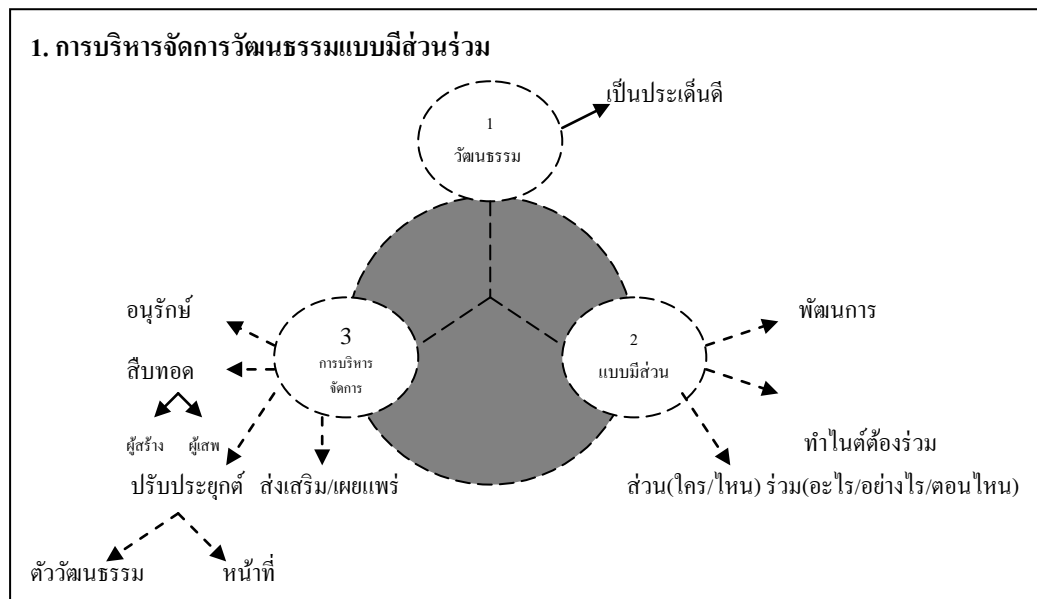 1. การบริหารจัดการวัฒนธรรมแบบมีส่วนร่วม
เป็นประเด็นดี
1
วัฒนธรรม
อนุรักษ์
3
การบริหาร
จัดการ
2
แบบมีส่วน
พัฒนการ
สืบทอด
ผู้สร้าง ผู้เสพ
ทำไนต์ต้องร่วม
ปรับประยุกต์ ส่งเสริม/เผยแพร่
ส่วน(ใคร/ไหน) ร่วม(อะไร/อย่างไร/ตอนไหน)
ตัววัฒนธรรม หน้าที่